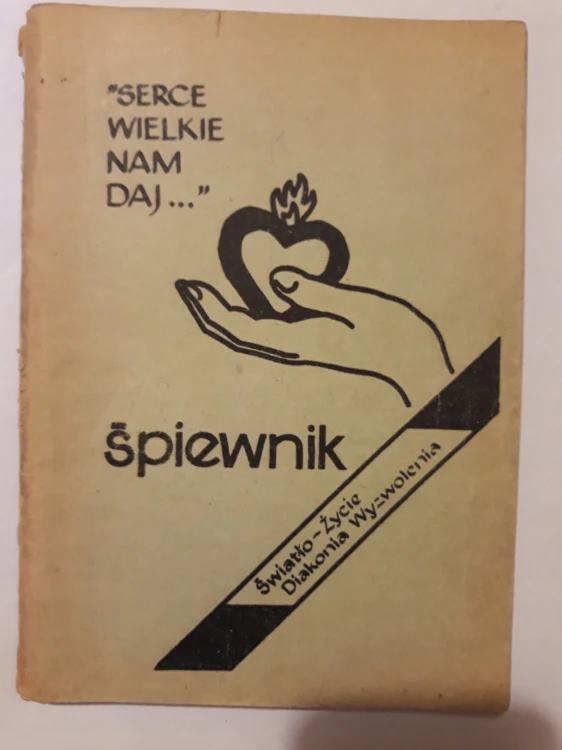 "SERCE
WIELKIE
NAM
DAJ..."
śpiewnik
Światło-Życie
Diakonia Wyzwolenia